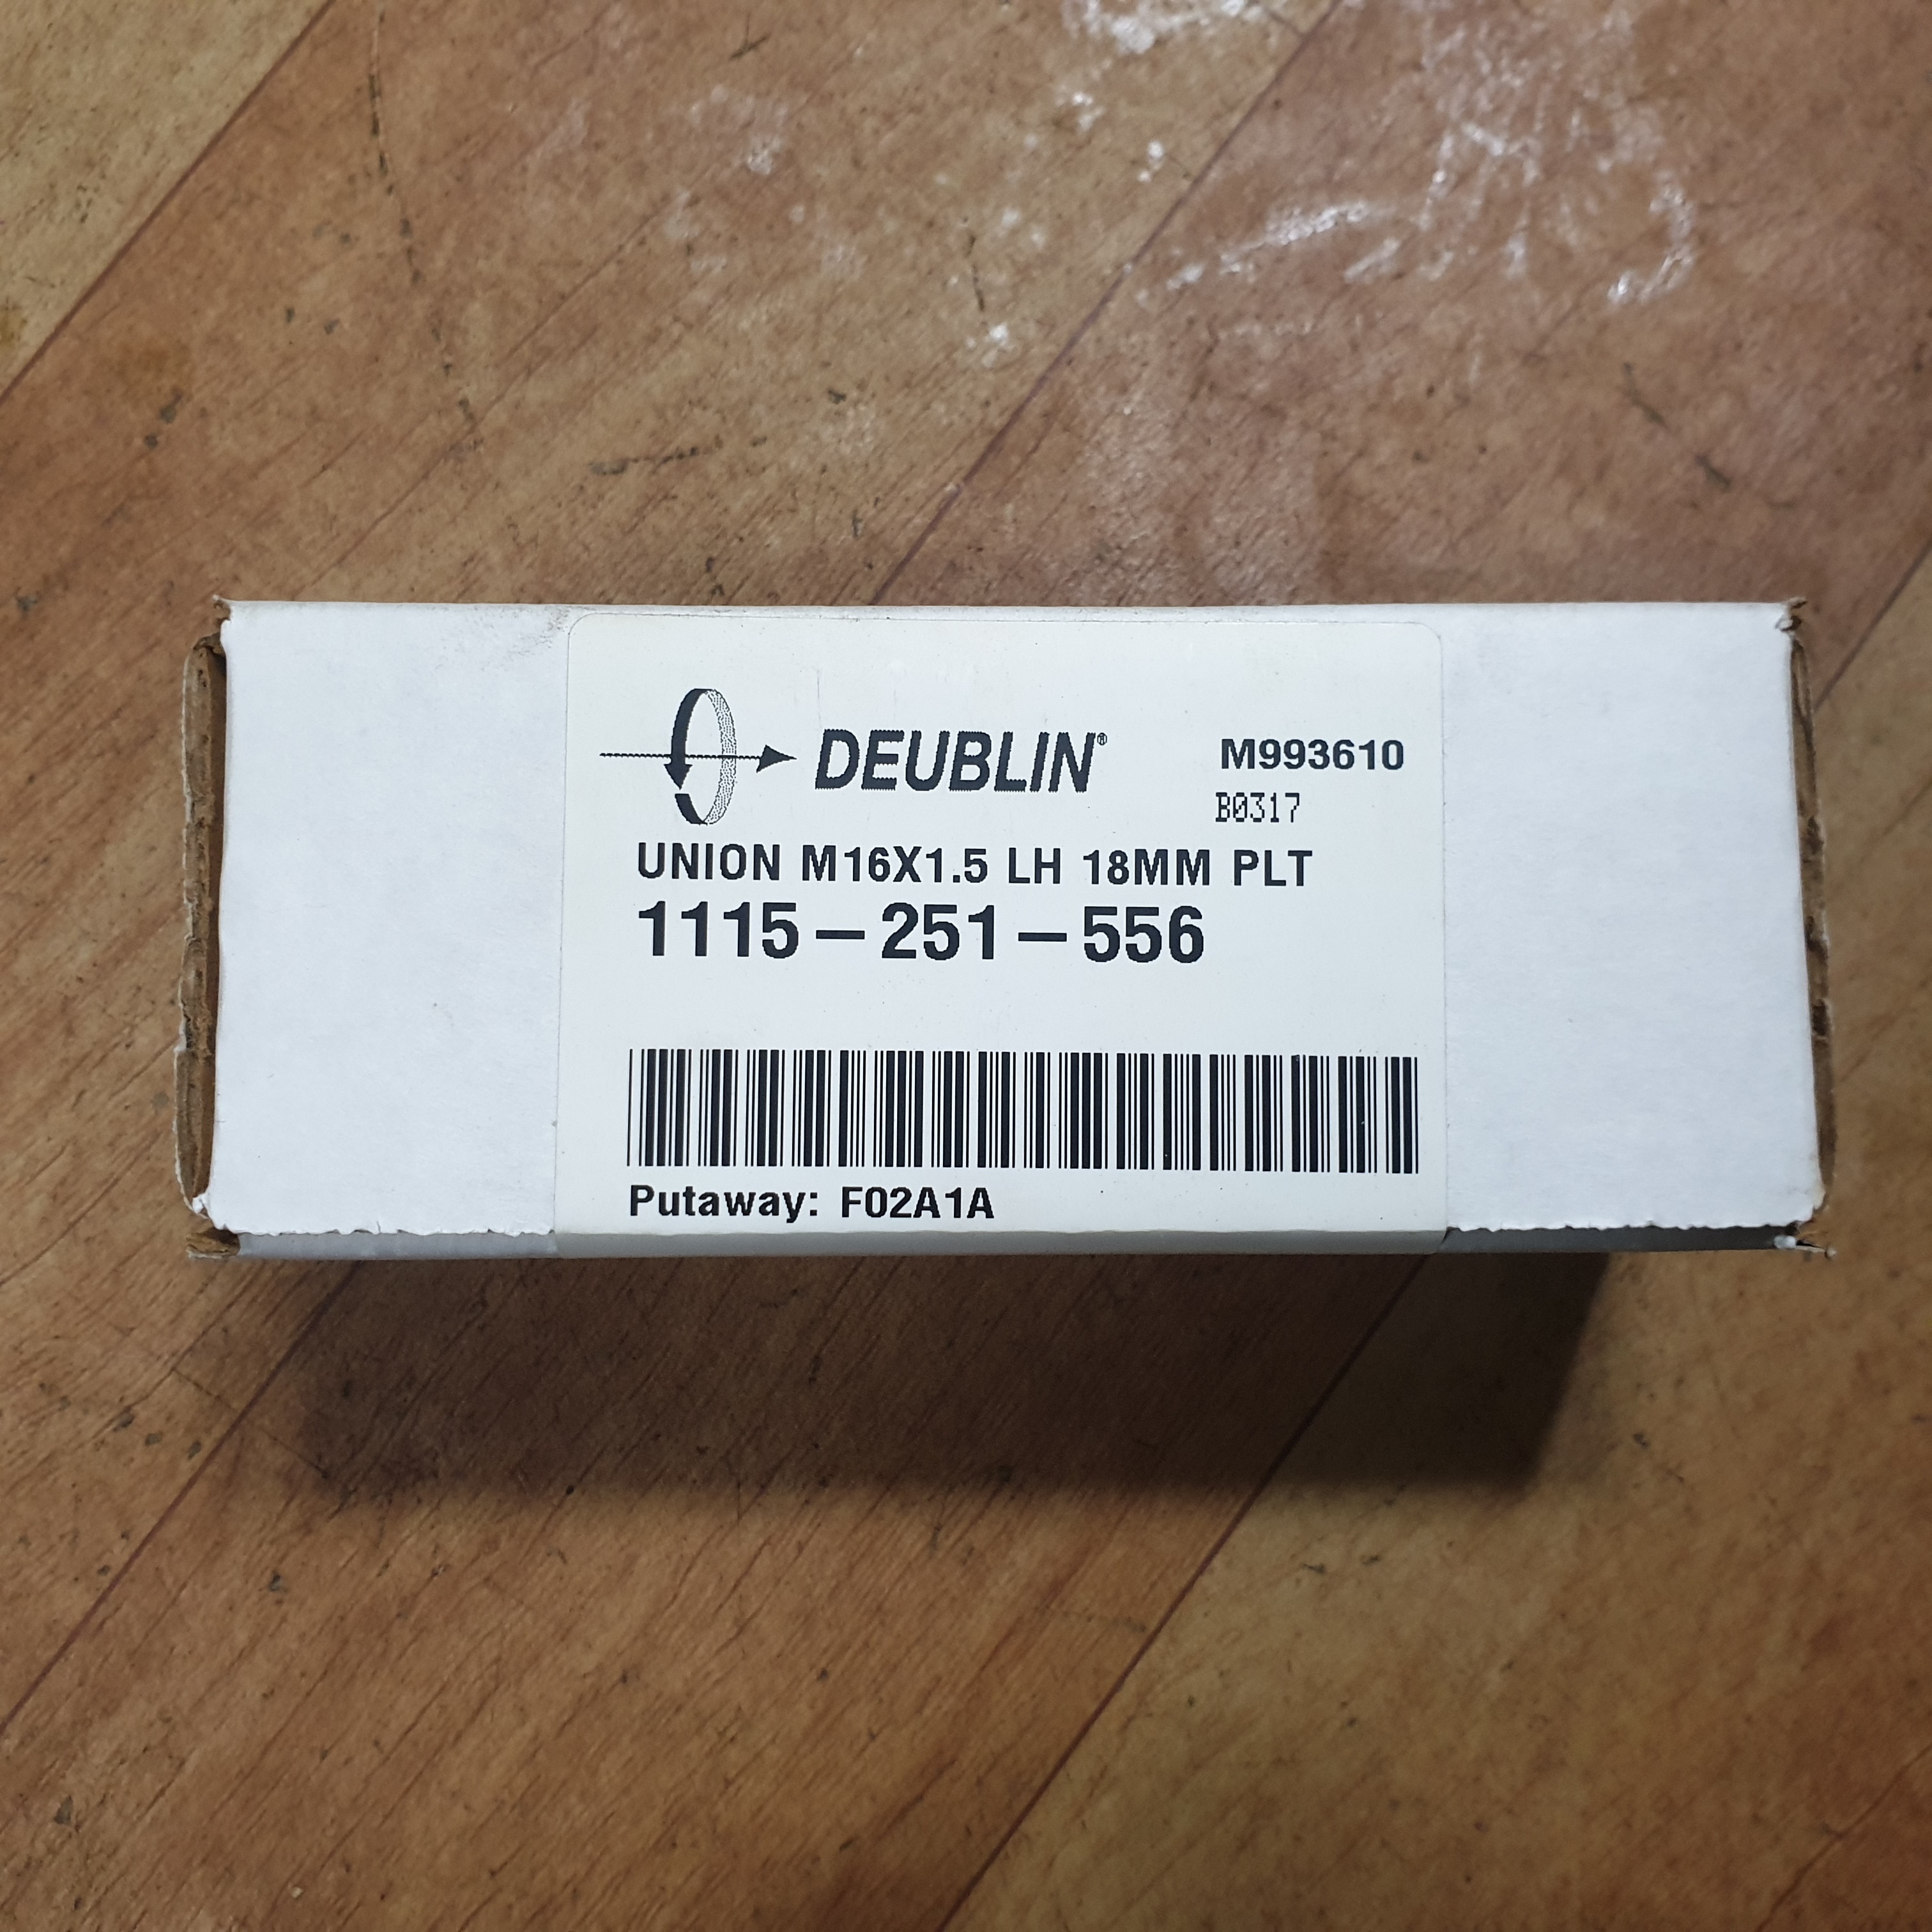 DEUBLIN®
M993610
B0317
UNION M16X1.5 LH 18MM PLT
1115-251-556
Putaway: F02A1A